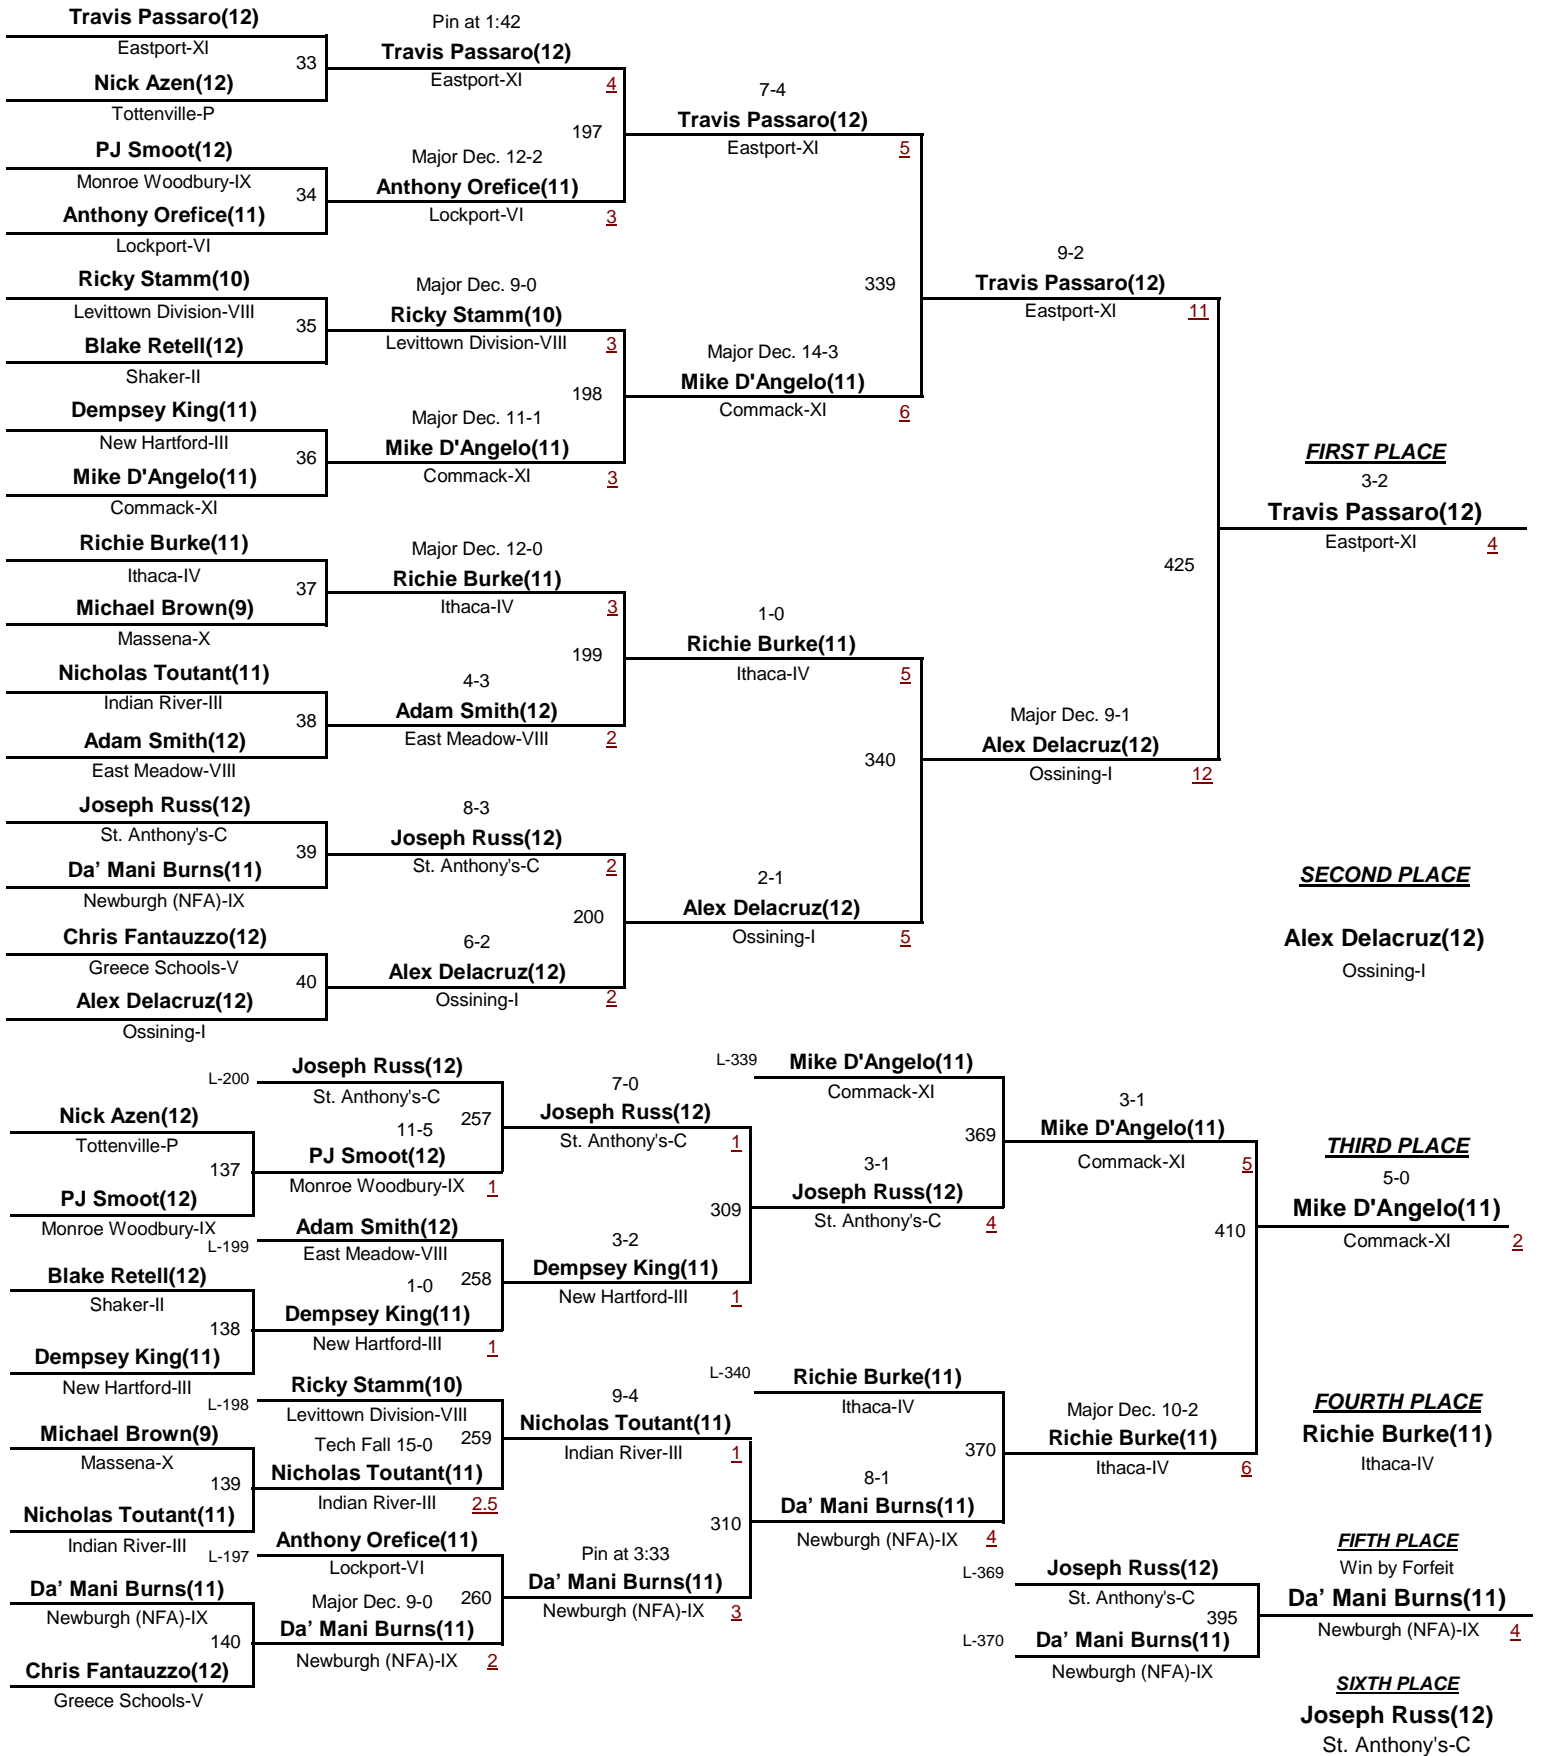 Travis Passaro(12)
Eastport-XI
33
Nick Azen(12)
Tottenville-P
PJ Smoot(12)
Monroe Woodbury-IX
34
Anthony Orefice(11)
Lockport-VI
Ricky Stamm(10)
Levittown Division-VIII
35
Blake Retell(12)
Shaker-II
Dempsey King(11)
New Hartford-III
36
Mike D'Angelo(11)
Commack-XI
Richie Burke(11)
Ithaca-IV
37
Michael Brown(9)
Massena-X
Nicholas Toutant(11)
Indian River-III
38
Adam Smith(12)
East Meadow-VIII
Joseph Russ(12)
St. Anthony's-C
39
Da' Mani Burns(11)
Newburgh (NFA)-IX
Chris Fantauzzo(12)
Greece Schools-V
40
Alex Delacruz(12)
Ossining-I
Pin at 1:42
Travis Passaro(12)
Eastport-XI
4
197
Major Dec. 12-2
Anthony Orefice(11)
Lockport-VI
3
Major Dec. 9-0
Ricky Stamm(10)
Levittown Division-VIII
3
198
Major Dec. 11-1
Mike D'Angelo(11)
Commack-XI
3
Major Dec. 12-0
Richie Burke(11)
Ithaca-IV
3
199
4-3
Adam Smith(12)
East Meadow-VIII
2
8-3
Joseph Russ(12)
St. Anthony's-C
2
200
6-2
Alex Delacruz(12)
Ossining-I
2
7-4
Travis Passaro(12)
Eastport-XI
5
339
Major Dec. 14-3
Mike D'Angelo(11)
Commack-XI
6
1-0
Richie Burke(11)
Ithaca-IV
5
340
2-1
Alex Delacruz(12)
Ossining-I
5
9-2
Travis Passaro(12)
Eastport-XI
11
425
Major Dec. 9-1
Alex Delacruz(12)
Ossining-I
12
FIRST PLACE
3-2
Travis Passaro(12)
Eastport-XI
4
SECOND PLACE
Alex Delacruz(12)
Ossining-I
Nick Azen(12)
Tottenville-P
137
PJ Smoot(12)
Monroe Woodbury-IX
Blake Retell(12)
Shaker-II
138
Dempsey King(11)
New Hartford-III
Michael Brown(9)
Massena-X
139
Nicholas Toutant(11)
Indian River-III
Da' Mani Burns(11)
Newburgh (NFA)-IX
140
Chris Fantauzzo(12)
Greece Schools-V
L-200
Joseph Russ(12)
St. Anthony's-C
257
11-5
PJ Smoot(12)
Monroe Woodbury-IX
1
L-199
Adam Smith(12)
East Meadow-VIII
258
1-0
Dempsey King(11)
New Hartford-III
1
L-198
Ricky Stamm(10)
Levittown Division-VIII
259
Tech Fall 15-0
Nicholas Toutant(11)
Indian River-III
2.5
L-197
Anthony Orefice(11)
Lockport-VI
260
Major Dec. 9-0
Da' Mani Burns(11)
Newburgh (NFA)-IX
2
7-0
Joseph Russ(12)
St. Anthony's-C
1
309
3-2
Dempsey King(11)
New Hartford-III
1
9-4
Nicholas Toutant(11)
Indian River-III
1
310
Pin at 3:33
Da' Mani Burns(11)
Newburgh (NFA)-IX
3
L-339
Mike D'Angelo(11)
Commack-XI
369
3-1
Joseph Russ(12)
St. Anthony's-C
4
L-340
Richie Burke(11)
Ithaca-IV
370
8-1
Da' Mani Burns(11)
Newburgh (NFA)-IX
4
3-1
Mike D'Angelo(11)
Commack-XI
5
410
Major Dec. 10-2
Richie Burke(11)
Ithaca-IV
6
L-369
Joseph Russ(12)
St. Anthony's-C
395
L-370
Da' Mani Burns(11)
Newburgh (NFA)-IX
THIRD PLACE
5-0
Mike D'Angelo(11)
Commack-XI
2
FOURTH PLACE
Richie Burke(11)
Ithaca-IV
FIFTH PLACE
Win by Forfeit
Da' Mani Burns(11)
Newburgh (NFA)-IX
4
SIXTH PLACE
Joseph Russ(12)
St. Anthony's-C